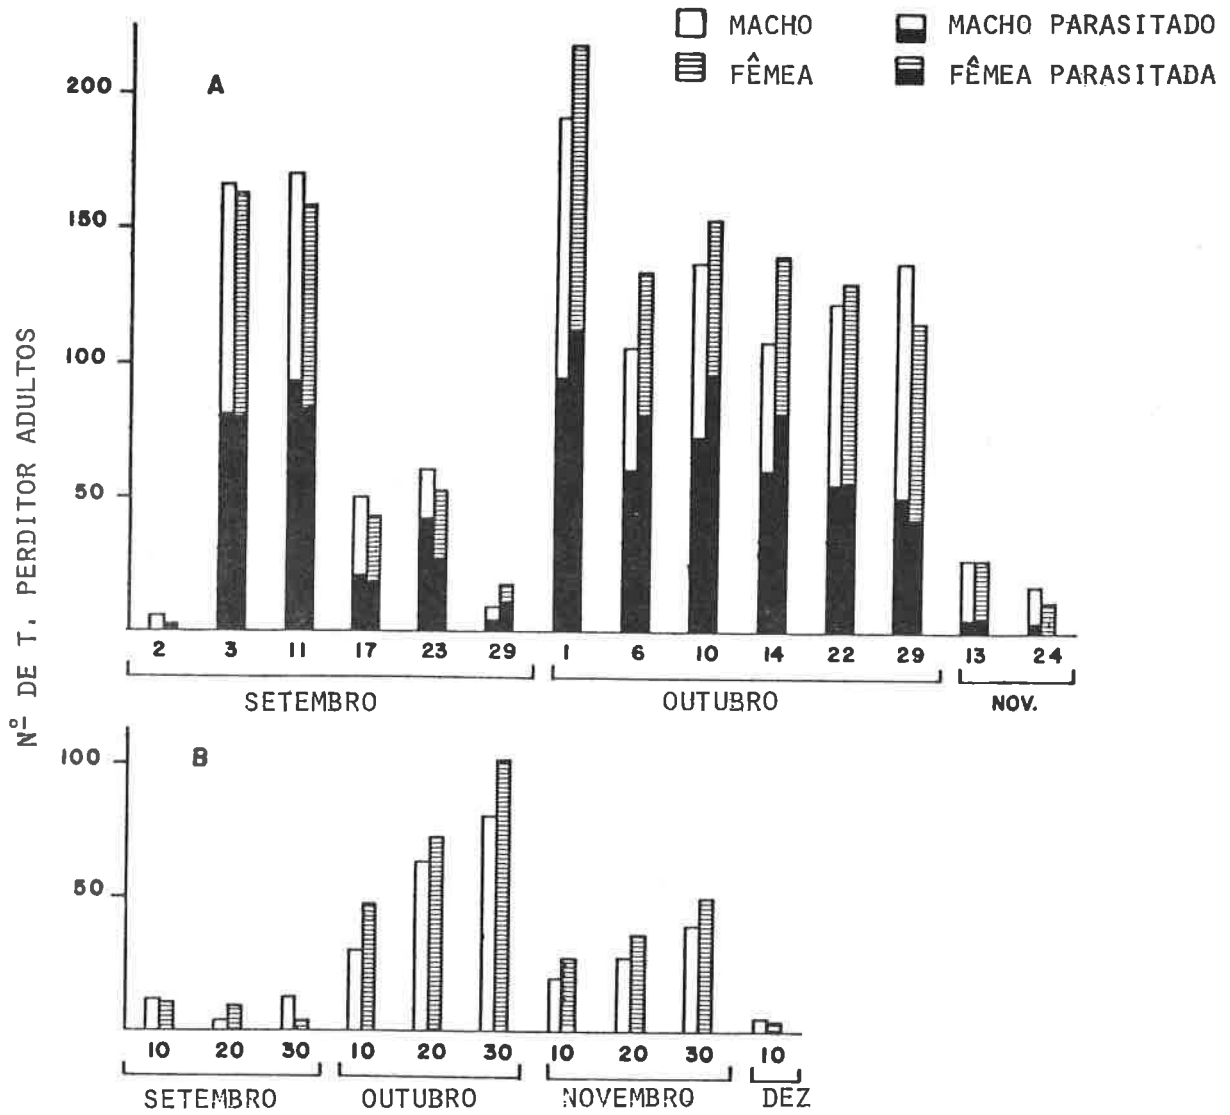 MACHO
MACHO PARASITADO
FÊMEA
FÊMEA PARASITADA
A
200
150
100
50
Nº DE T. PERDITOR ADULTOS
2 3 11 17 23 29 1 6 10 14 22 29 13 24
SETEMBRO OUTUBRO NOV.
B
100
50
10 20 30 10 20 30 10 20 30 10
SETEMBRO OUTUBRO NOVEMBRO DEZ